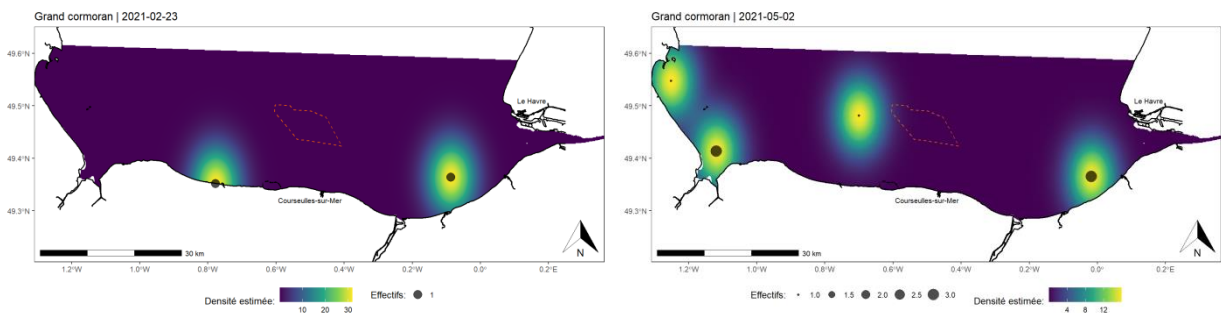 Grand cormoran | 2021-02-23
49.6°N
49.5°N
49.4°N
49.3°N
Le Havre
Courseulles-sur-Mer
30 km
N
1.2°W 1.0°W 0.8°W 0.6°W 0.4°W 0.2°W 0.0° 0.2°E
Densité estimée: 10 20 30 Effectifs: 1
Grand cormoran | 2021-05-02
49.6°N
49.5°N
49.4°N
49.3°N
Le Havre
Courseulles-sur-Mer
30 km
N
1.2°W 1.0°W 0.8°W 0.6°W 0.4°W 0.2°W 0.0° 0.2°E
Effectifs: 1.0 1.5 2.0 2.5 3.0 Densité estimée: 4 8 12